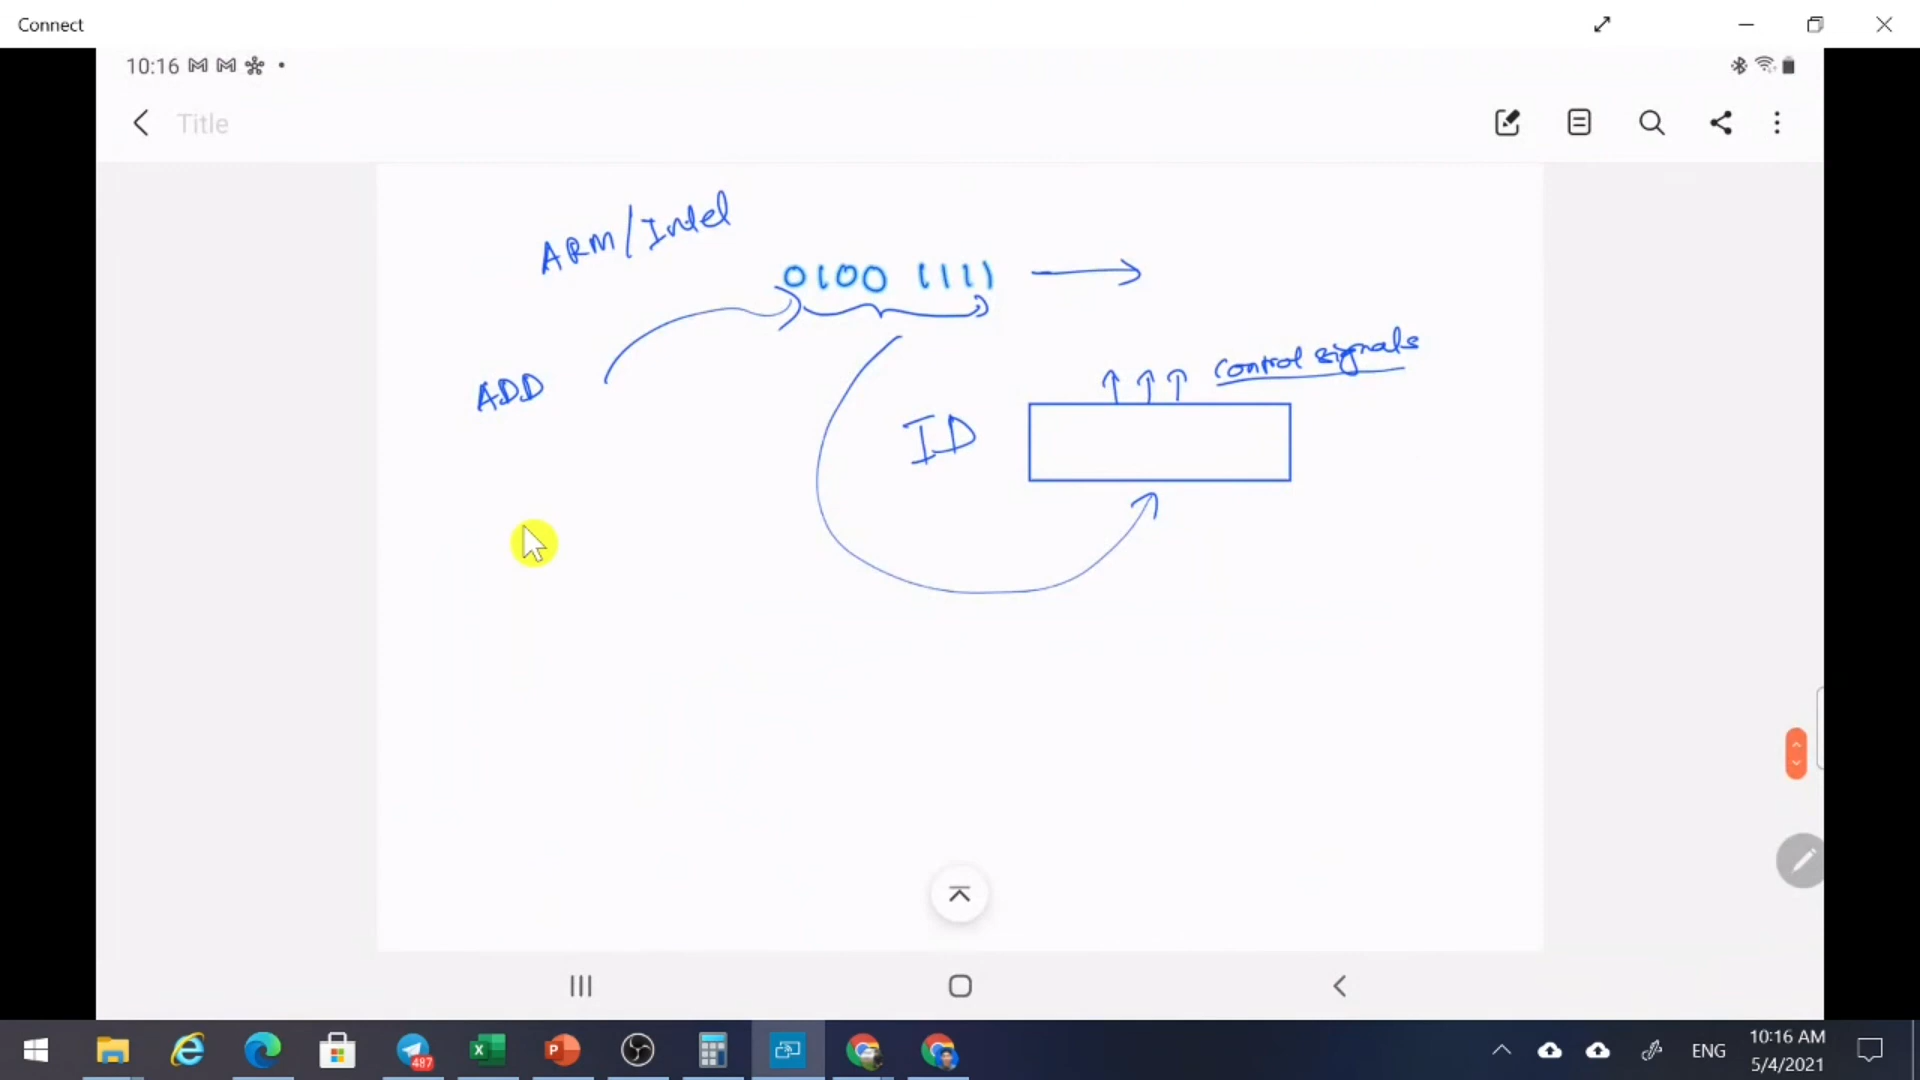 Connect
10:16
Title
ARM/Intel
0100 1111
control signals
ADD
ID
487
ENG
10:16 AM
5/4/2021